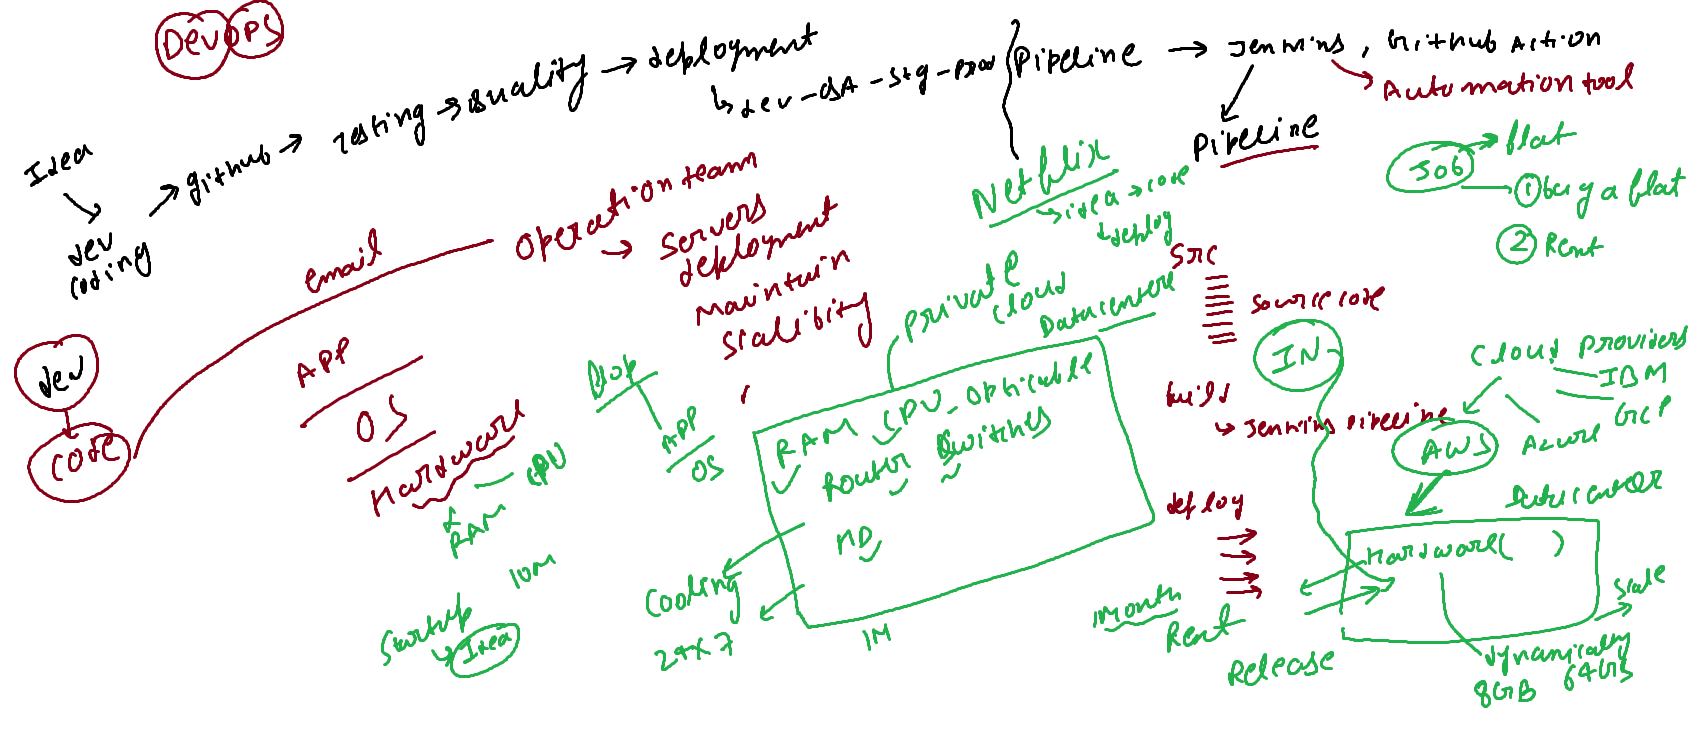 DevOPS
Idea
dev
coding
github
Testing
quality
deployment
dev - QA - stg - prod
Pipeline
Jenkins, Github Action
Automation tool
Pipeline
Netflix
idea → code
deploy
Job
flat
① buy a flat
② Rent
email
Operation team
Servers
deployment
maintain
scalibity
dev
code
APP
OS
Hardware
CPU
RAM
10M
Startup
Idea
APP
OS
private
cloud
Datacenters
RAM CPU
Router Switches
HD
Cooling
24x7
1M
Src
source code
build
Jenkins pipeline
deploy
1 Month
Rent
Release
IN
Cloud Providers
IBM
GCP
Azure
AWS
Datacenter
Hardware( )
Scale
dynamically
8GB 64GB